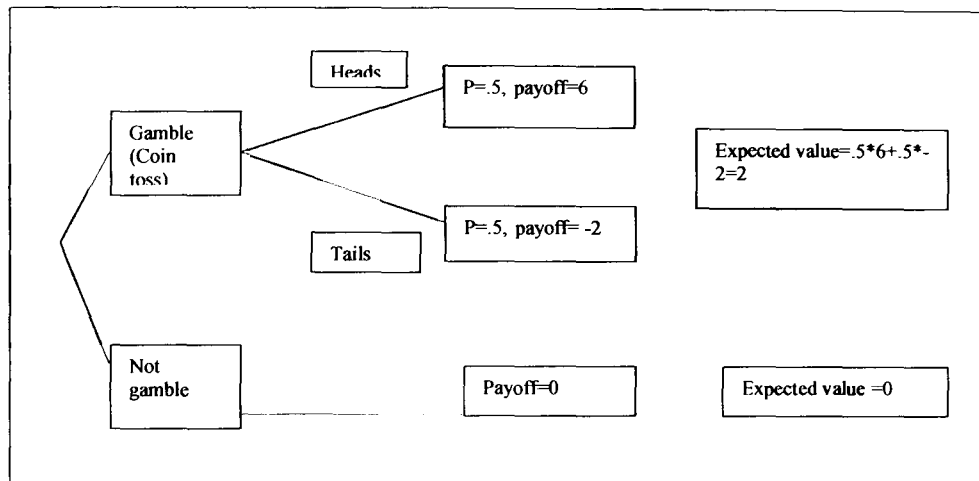 Heads
P=.5, payoff=6
Gamble
(Coin
toss)
Expected value=.5*6+.5*-
2=2
P=.5, payoff= -2
Tails
Not
gamble
Payoff=0
Expected value =0